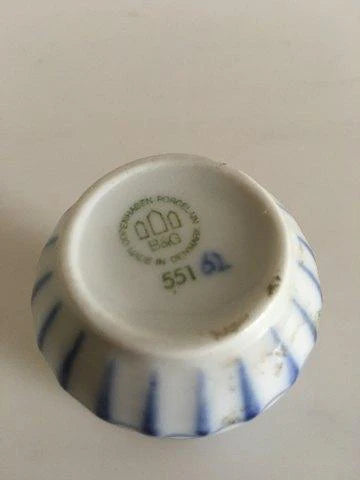 COPENHAGEN PORCELAIN
B&G
MADE IN DENMARK
551 62